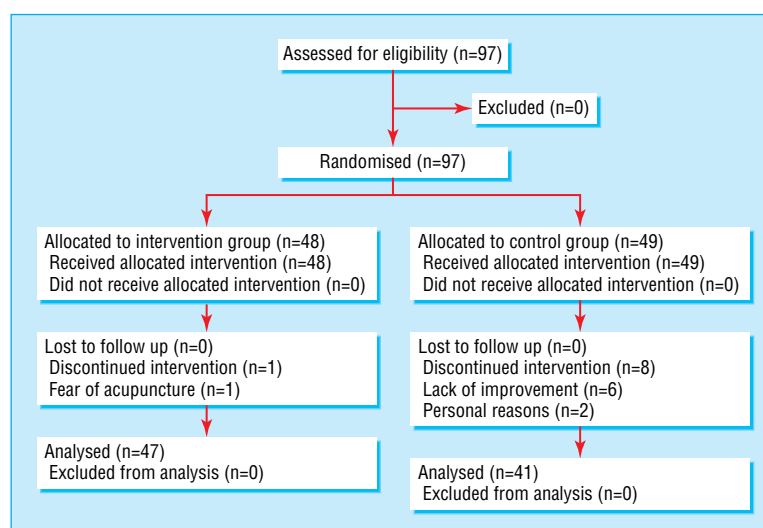 Assessed for eligibility (n=97)
Excluded (n=0)
Randomised (n=97)
Allocated to intervention group (n=48)
Received allocated intervention (n=48)
Did not receive allocated intervention (n=0)
Allocated to control group (n=49)
Received allocated intervention (n=49)
Did not receive allocated intervention (n=0)
Lost to follow up (n=0)
Discontinued intervention (n=1)
Fear of acupuncture (n=1)
Lost to follow up (n=0)
Discontinued intervention (n=8)
Lack of improvement (n=6)
Personal reasons (n=2)
Analysed (n=47)
Excluded from analysis (n=0)
Analysed (n=41)
Excluded from analysis (n=0)